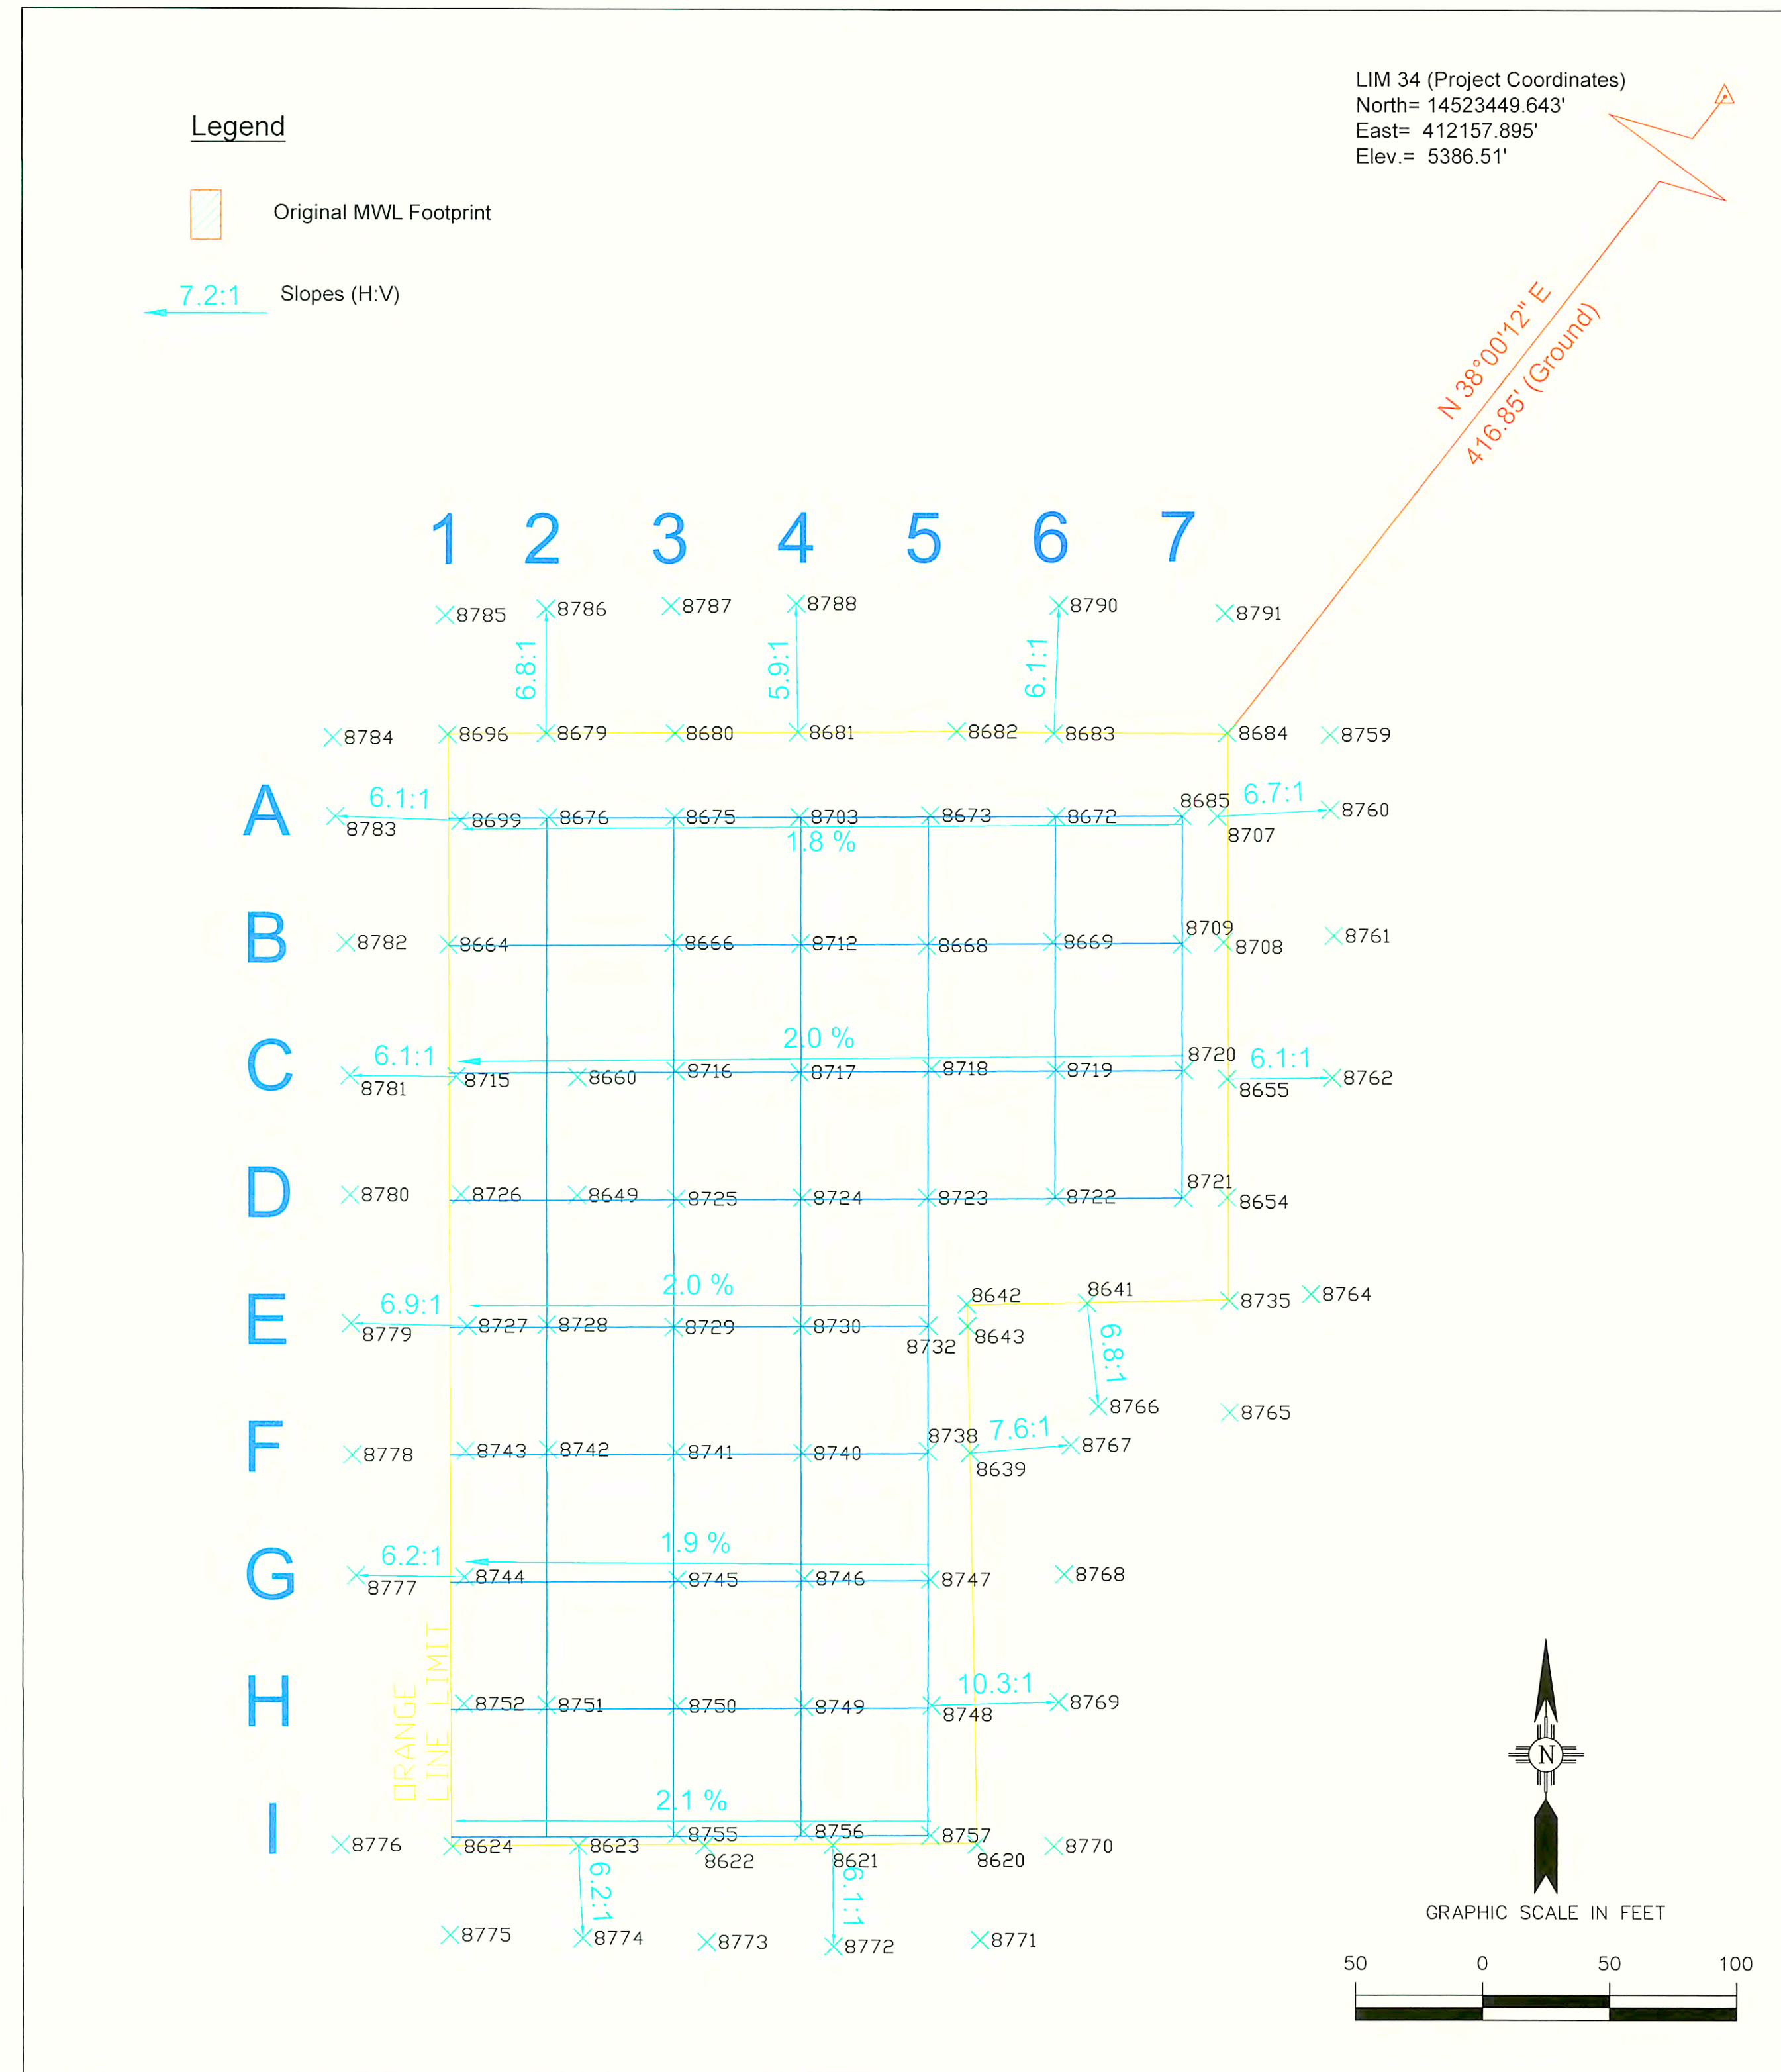 LIM 34 (Project Coordinates)
North= 14523449.643'
East=  412157.895'
Elev.=  5386.51'
Legend
Original MWL Footprint
7.2:1 Slopes (H:V)
N 38°00'12" E
416.85' (Ground)
1 2 3 4 5 6 7
8785 8786 8787 8788 8790 8791
6.8:1 5.9:1 6.1:1
8784 8696 8679 8680 8681 8682 8683 8684 8759
A 6.1:1 8685 6.7:1
8783 8699 8676 8675 8703 8673 8672 8707 8760
1.8 %
B 8709
8782 8664 8666 8712 8668 8669 8708 8761
2.0 %
C 6.1:1 8720 6.1:1
8781 8715 8660 8716 8717 8718 8719 8655 8762
D 8721
8780 8726 8649 8725 8724 8723 8722 8654
2.0 %
8642 8641 8735 8764
E 6.9:1
8779 8727 8728 8729 8730 8732 8643
6.8:1
8766 8765
F 8738 7.6:1 8767
8778 8743 8742 8741 8740 8639
1.9 %
G 6.2:1
8777 8744 8745 8746 8747 8768
ORANGE
LINE LIMIT
H 10.3:1
8752 8751 8750 8749 8748 8769
2.1 %
I 8755 8756 8757
8776 8624 8623 8622 8621 8620 8770
6.2:1 6.1:1
8775 8774 8773 8772 8771
N
GRAPHIC SCALE IN FEET
50 0 50 100